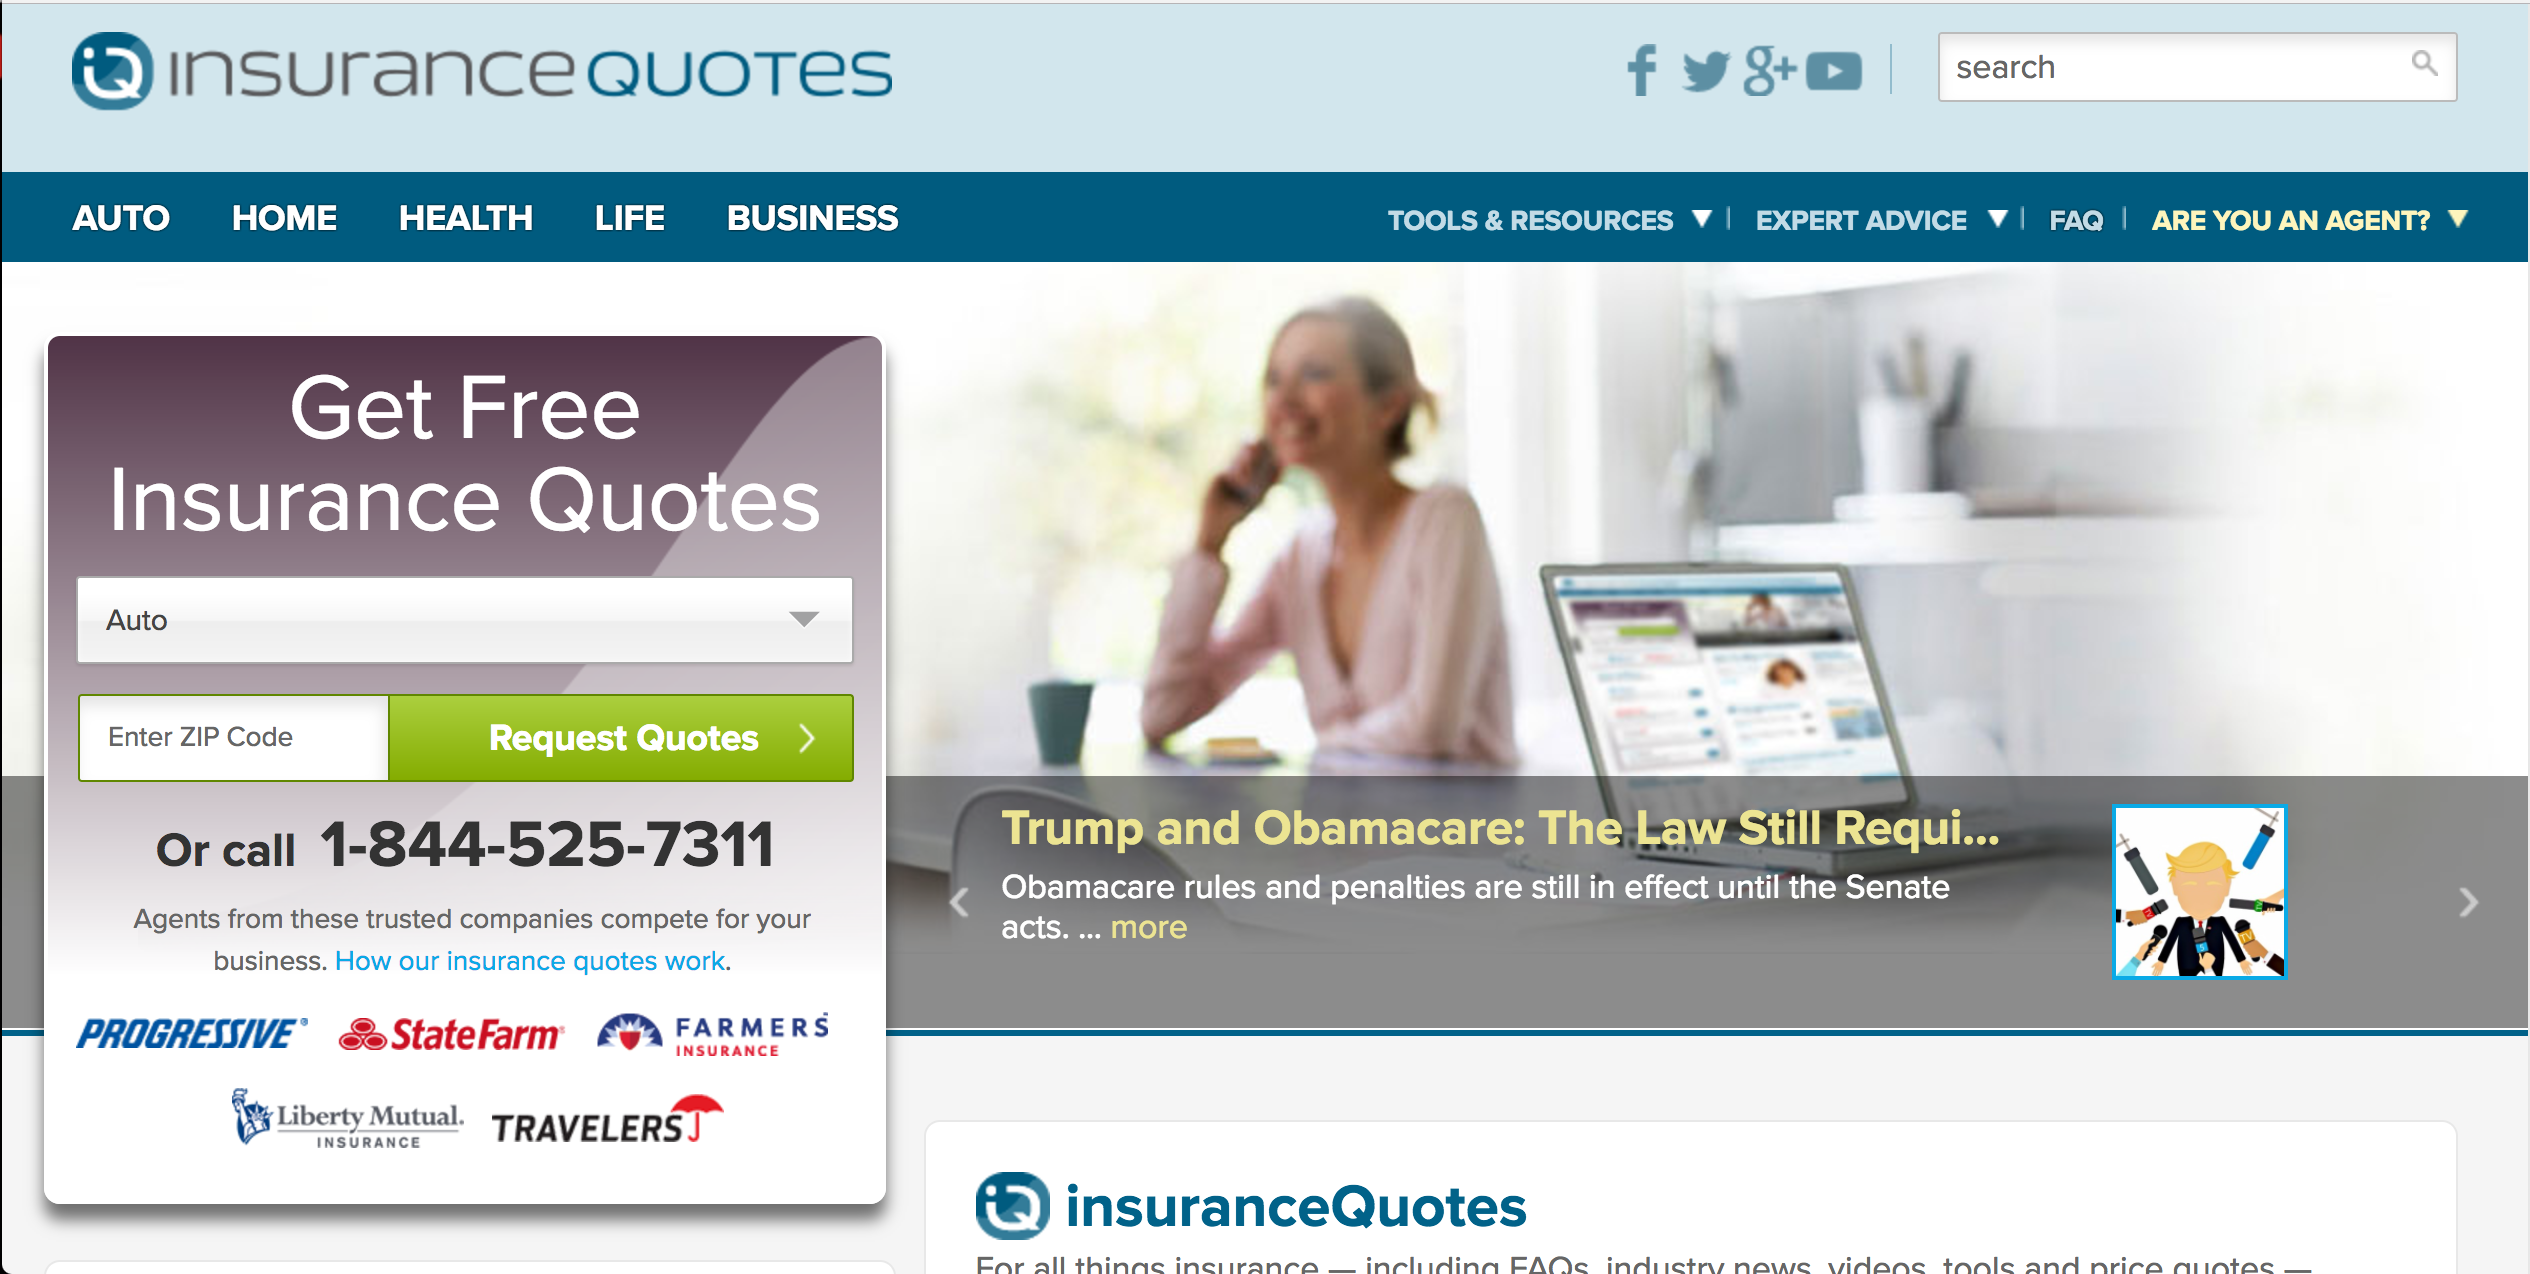 iQ insuranceQUOTES
search
AUTO HOME HEALTH LIFE BUSINESS
TOOLS & RESOURCES EXPERT ADVICE FAQ ARE YOU AN AGENT?
Get Free
Insurance Quotes
Auto
Enter ZIP Code Request Quotes
Or call 1-844-525-7311
Agents from these trusted companies compete for your
business. How our insurance quotes work.
PROGRESSIVE® StateFarm® FARMERS
INSURANCE
Liberty Mutual. TRAVELERS
INSURANCE
Trump and Obamacare: The Law Still Requi...
Obamacare rules and penalties are still in effect until the Senate
acts. ... more
iQ insuranceQuotes
For all things insurance — including FAQs, industry news, videos, tools and price quotes —